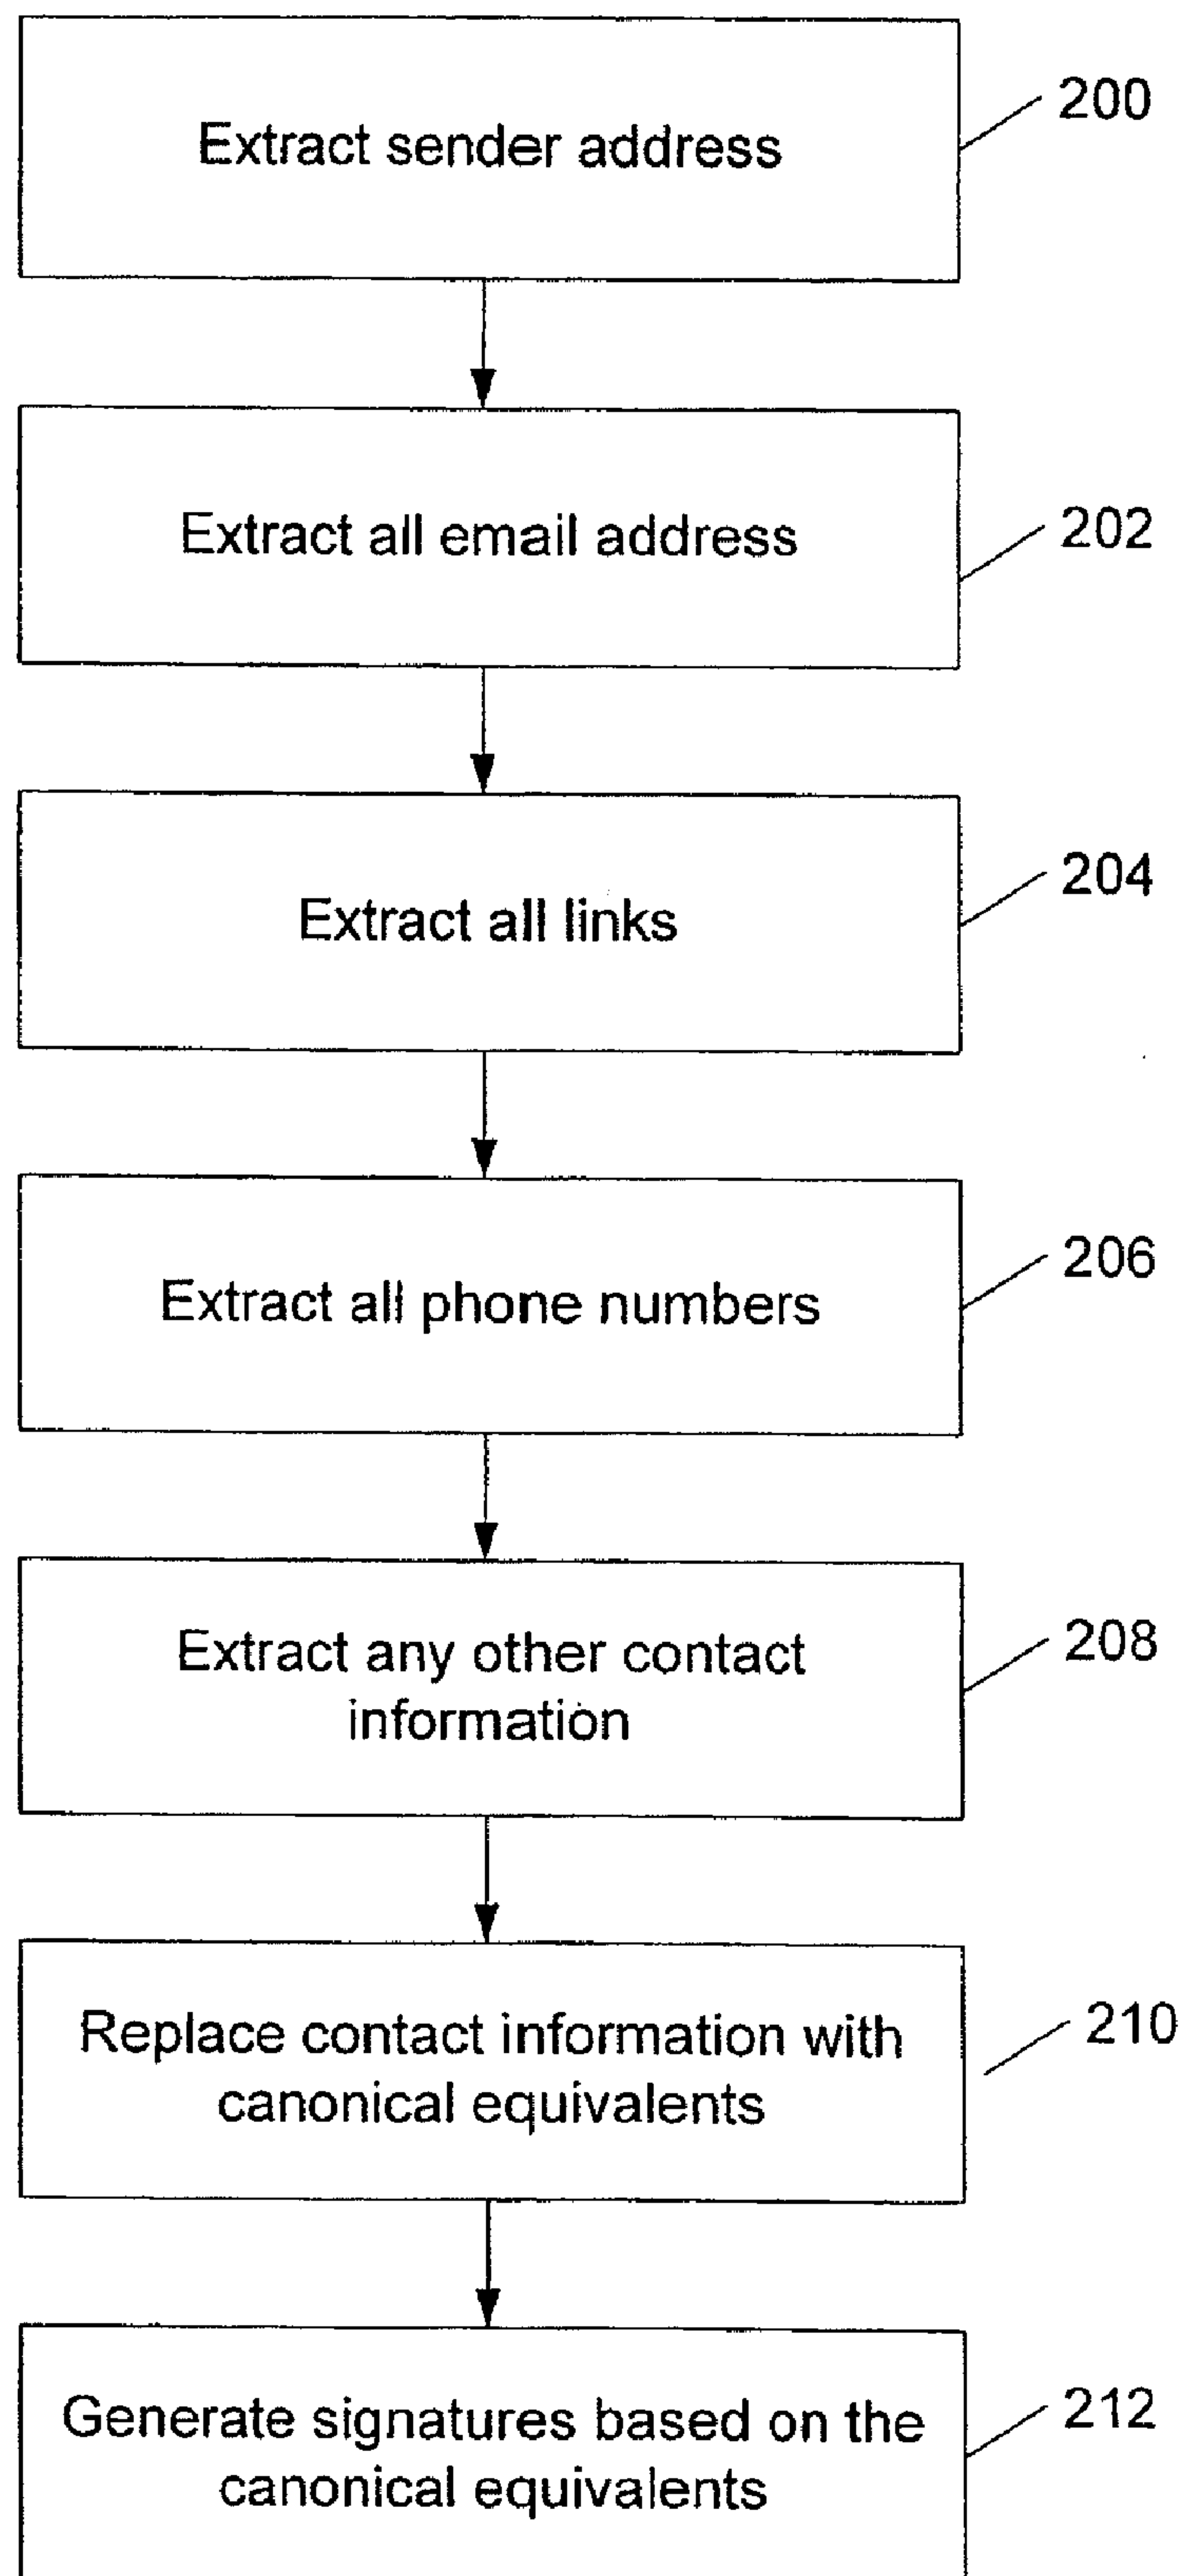 Extract sender address
200
Extract all email address
202
Extract all links
204
Extract all phone numbers
206
Extract any other contact
information
208
Replace contact information with
canonical equivalents
210
Generate signatures based on the
canonical equivalents
212